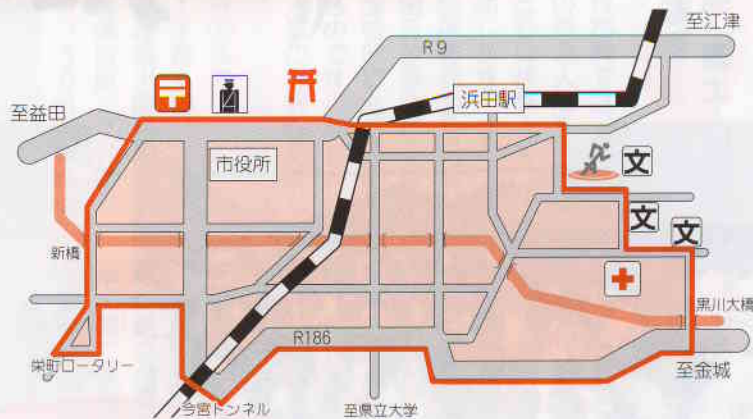 至江津
R9
浜田駅
至益田
市役所
文
文
文
新橋
黒川大橋
R186
栄町ロータリー
至金城
今宮トンネル
至県立大学